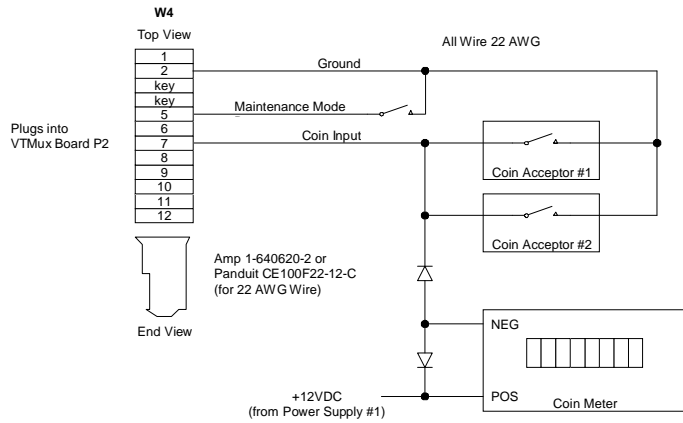 W4
Top View
All Wire 22 AWG
1
2
key
key
5
6
7
8
9
10
11
12
Ground
Maintenance Mode
Coin Input
Plugs into
VTMux Board P2
Coin Acceptor #1
Coin Acceptor #2
Amp 1-640620-2 or
Panduit CE100F22-12-C
(for 22 AWG Wire)
End View
NEG
POS
Coin Meter
+12VDC
(from Power Supply #1)